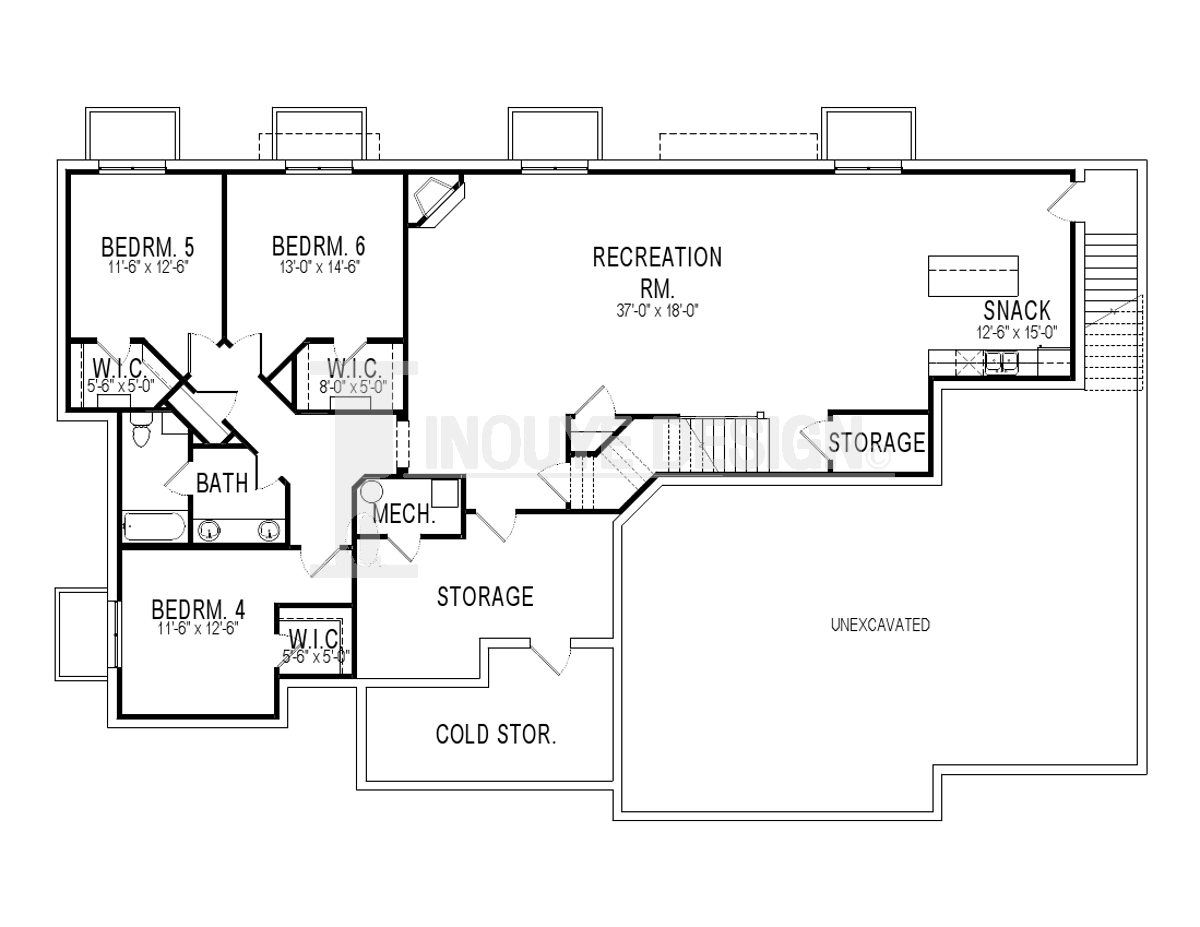 BEDRM. 5
11'-6" x 12'-6"
BEDRM. 6
13'-0" x 14'-6"
RECREATION
RM.
37'-0" x 18'-0"
SNACK
12'-6" x 15'-0"
W.I.C.
5'-6" x 5'-0"
W.I.C.
8'-0" x 5'-0"
INOUYE DESIGN©
STORAGE
BATH
MECH.
STORAGE
BEDRM. 4
11'-6" x 12'-6"
W.I.C.
5'-6" x 5'-0"
UNEXCAVATED
COLD STOR.